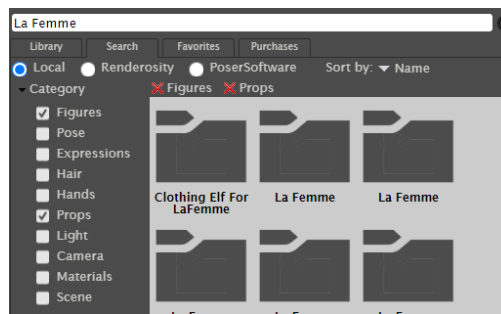 La Femme
Library Search Favorites Purchases
Local Renderosity PoserSoftware Sort by: Name
Category Figures Props
Figures
Pose
Expressions
Hair
Hands
Props
Light
Camera
Materials
Scene
Clothing Elf For LaFemme
La Femme
La Femme